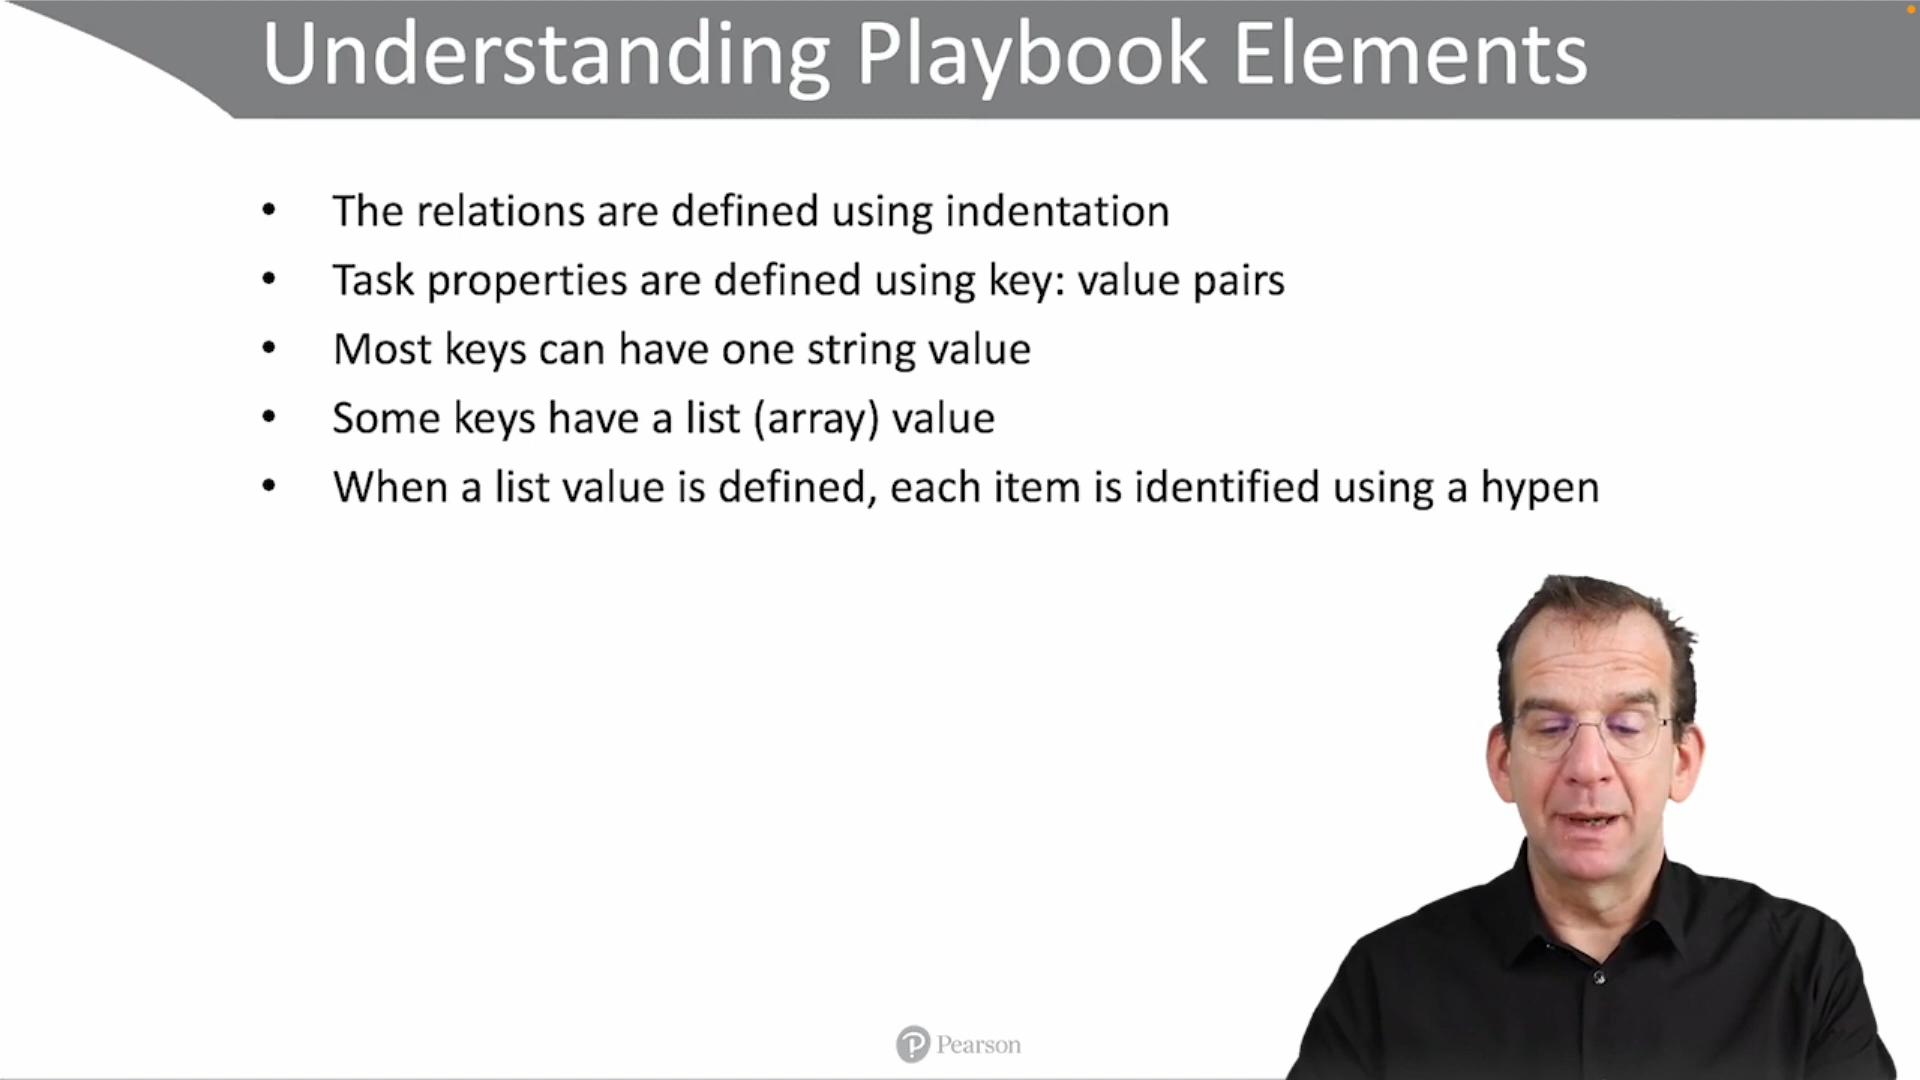 Understanding Playbook Elements
• The relations are defined using indentation
• Task properties are defined using key: value pairs
• Most keys can have one string value
• Some keys have a list (array) value
• When a list value is defined, each item is identified using a hypen
Pearson